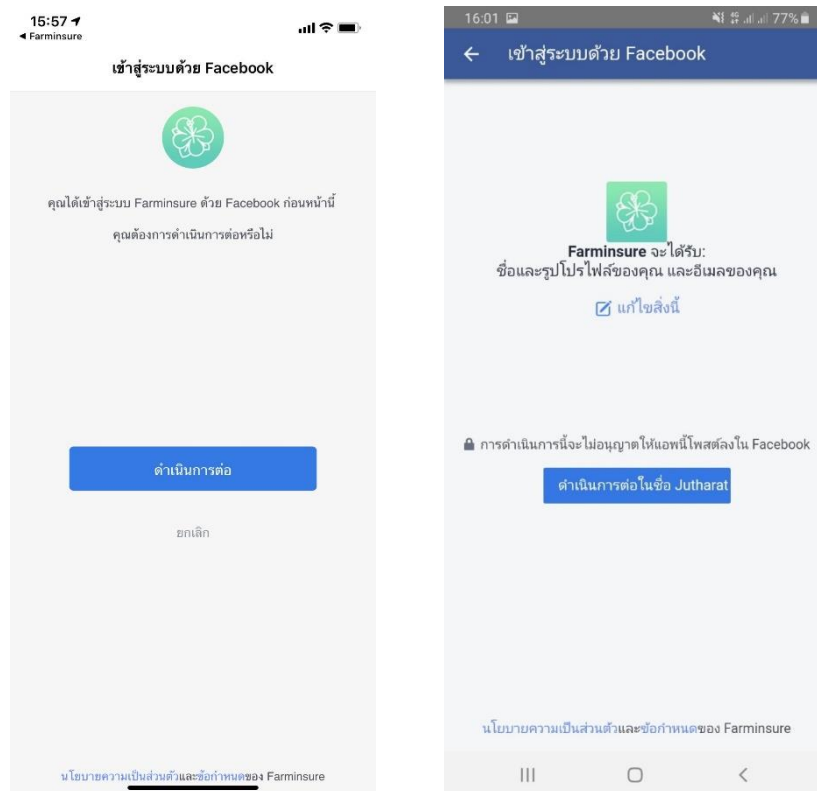 15:57
◀ Farminsure
เข้าสู่ระบบด้วย Facebook
คุณได้เข้าสู่ระบบ Farminsure ด้วย Facebook ก่อนหน้านี้
คุณต้องการดำเนินการต่อหรือไม่
ดำเนินการต่อ
ยกเลิก
นโยบายความเป็นส่วนตัวและข้อกำหนดของ Farminsure
16:01 4G 77%
เข้าสู่ระบบด้วย Facebook
Farminsure จะได้รับ:
ชื่อและรูปโปรไฟล์ของคุณ และอีเมลของคุณ
แก้ไขสิ่งนี้
การดำเนินการนี้จะไม่อนุญาตให้แอพนี้โพสต์ลงใน Facebook
ดำเนินการต่อในชื่อ Jutharat
นโยบายความเป็นส่วนตัวและข้อกำหนดของ Farminsure